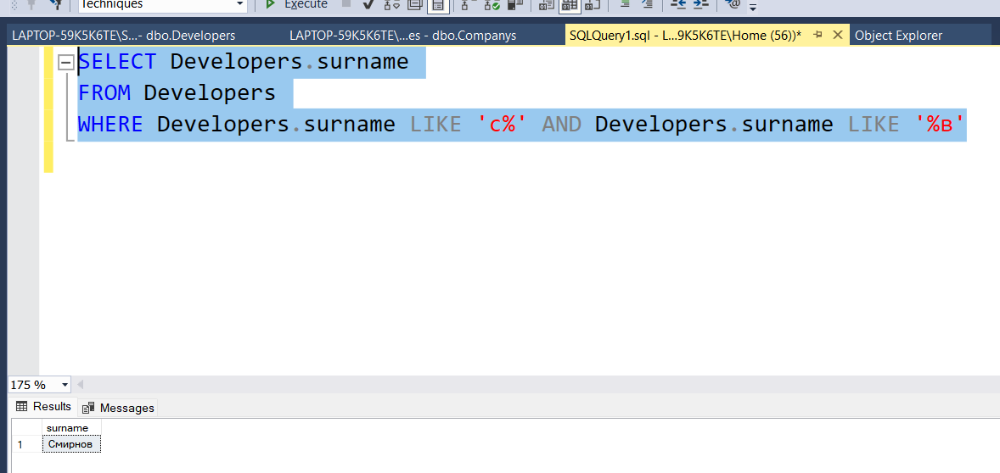 Techniques Execute
LAPTOP-59K5K6TE\S...- dbo.Developers LAPTOP-59K5K6TE\...es - dbo.Companys SQLQuery1.sql - L...9K5K6TE\Home (56))* Object Explorer
SELECT Developers.surname
FROM Developers
WHERE Developers.surname LIKE 'с%' AND Developers.surname LIKE '%в'
175 %
Results Messages
surname
1 Смирнов